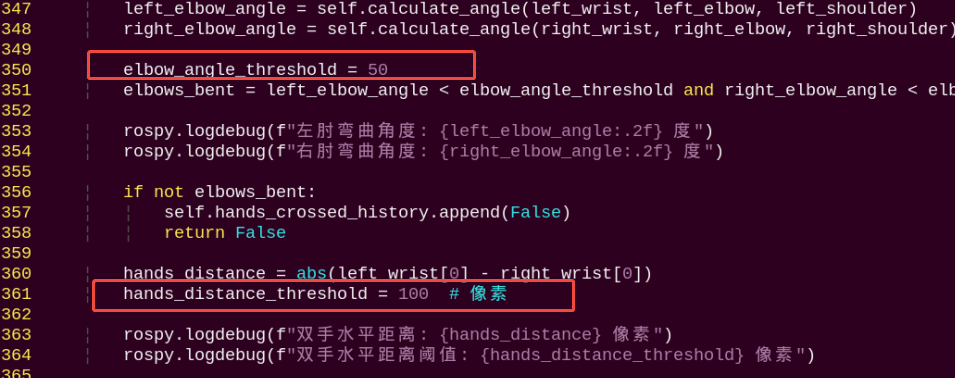 347 left_elbow_angle = self.calculate_angle(left_wrist, left_elbow, left_shoulder)
348 right_elbow_angle = self.calculate_angle(right_wrist, right_elbow, right_shoulder)
349
350 elbow_angle_threshold = 50
351 elbows_bent = left_elbow_angle < elbow_angle_threshold and right_elbow_angle < elb
352
353 rospy.logdebug(f"左肘弯曲角度: {left_elbow_angle:.2f} 度")
354 rospy.logdebug(f"右肘弯曲角度: {right_elbow_angle:.2f} 度")
355
356 if not elbows_bent:
357 self.hands_crossed_history.append(False)
358 return False
359
360 hands_distance = abs(left_wrist[0] - right_wrist[0])
361 hands_distance_threshold = 100 # 像素
362
363 rospy.logdebug(f"双手水平距离: {hands_distance} 像素")
364 rospy.logdebug(f"双手水平距离阈值: {hands_distance_threshold} 像素")
365